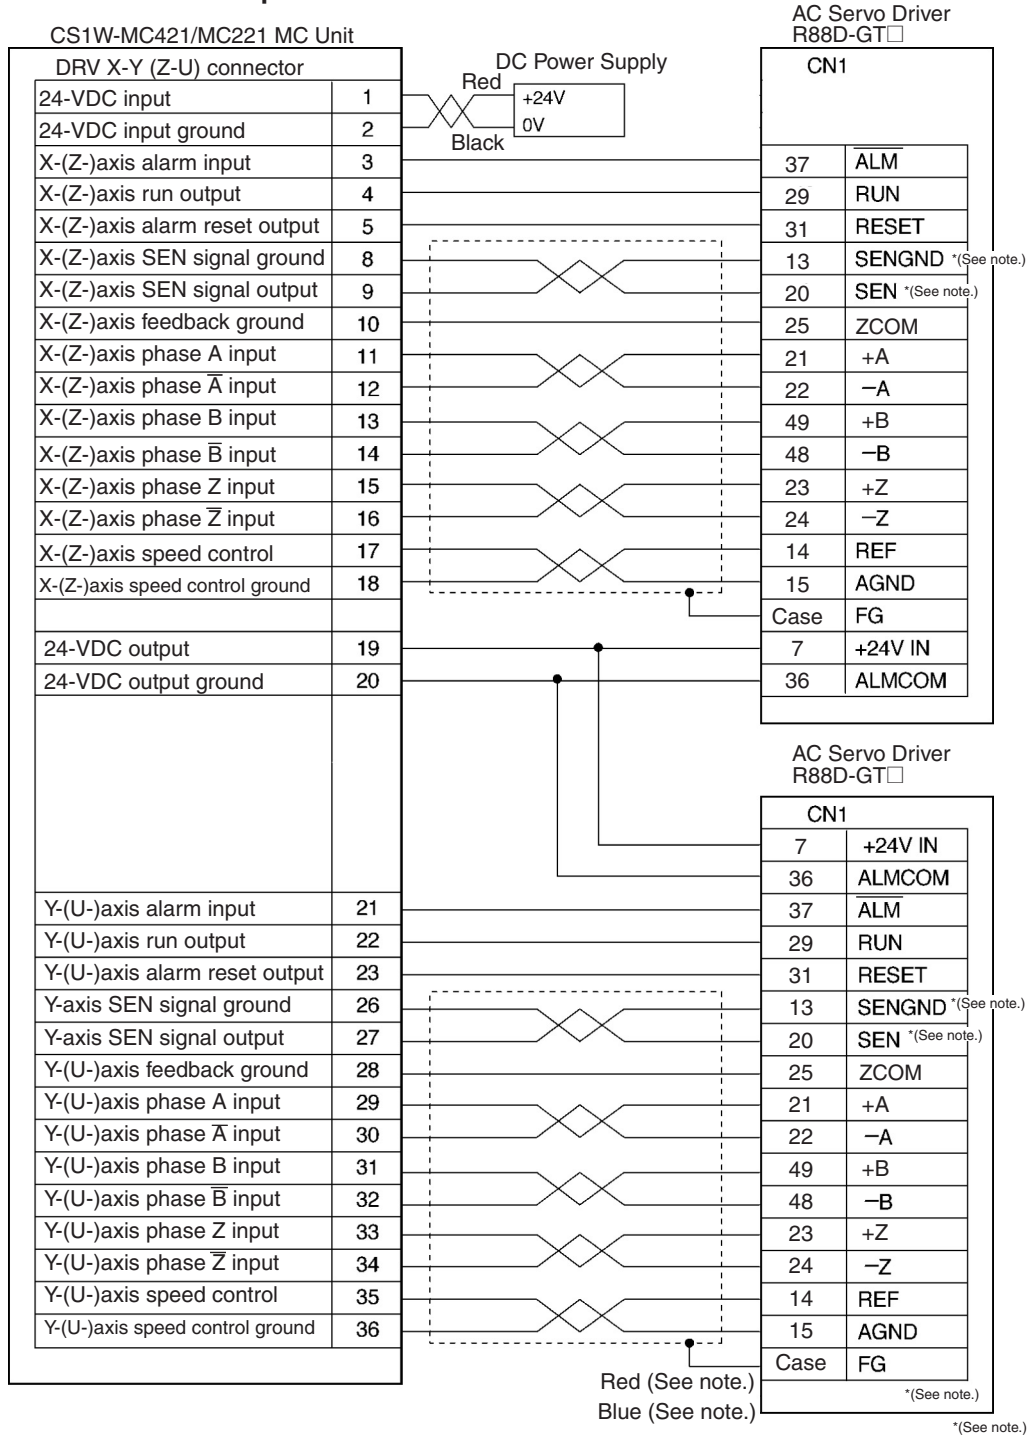 CS1W-MC421/MC221 MC Unit
DRV X-Y (Z-U) connector
24-VDC input 1
24-VDC input ground 2
X-(Z-)axis alarm input 3
X-(Z-)axis run output 4
X-(Z-)axis alarm reset output 5
X-(Z-)axis SEN signal ground 8
X-(Z-)axis SEN signal output 9
X-(Z-)axis feedback ground 10
X-(Z-)axis phase A input 11
X-(Z-)axis phase A̅ input 12
X-(Z-)axis phase B input 13
X-(Z-)axis phase B̅ input 14
X-(Z-)axis phase Z input 15
X-(Z-)axis phase Z̅ input 16
X-(Z-)axis speed control 17
X-(Z-)axis speed control ground 18
24-VDC output 19
24-VDC output ground 20
Y-(U-)axis alarm input 21
Y-(U-)axis run output 22
Y-(U-)axis alarm reset output 23
Y-axis SEN signal ground 26
Y-axis SEN signal output 27
Y-(U-)axis feedback ground 28
Y-(U-)axis phase A input 29
Y-(U-)axis phase A̅ input 30
Y-(U-)axis phase B input 31
Y-(U-)axis phase B̅ input 32
Y-(U-)axis phase Z input 33
Y-(U-)axis phase Z̅ input 34
Y-(U-)axis speed control 35
Y-(U-)axis speed control ground 36
DC Power Supply
Red
+24V
0V
Black
AC Servo Driver
R88D-GT□
CN1
37 A̅L̅M̅
29 RUN
31 RESET
13 SENGND *(See note.)
20 SEN *(See note.)
25 ZCOM
21 +A
22 −A
49 +B
48 −B
23 +Z
24 −Z
14 REF
15 AGND
Case FG
7 +24V IN
36 ALMCOM
AC Servo Driver
R88D-GT□
CN1
7 +24V IN
36 ALMCOM
37 A̅L̅M̅
29 RUN
31 RESET
13 SENGND *(See note.)
20 SEN *(See note.)
25 ZCOM
21 +A
22 −A
49 +B
48 −B
23 +Z
24 −Z
14 REF
15 AGND
Case FG
Red (See note.)
*(See note.)
Blue (See note.)
*(See note.)